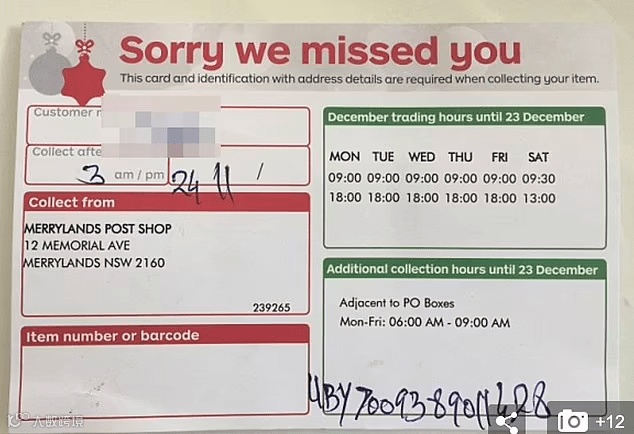 Sorry we missed you
This card and identification with address details are required when collecting your item.
Customer
Collect afte
3 am / pm 24 11 /
Collect from
MERRYLANDS POST SHOP
12 MEMORIAL AVE
MERRYLANDS NSW 2160
239265
Item number or barcode
December trading hours until 23 December
MON TUE WED THU FRI SAT
09:00 09:00 09:00 09:00 09:00 09:30
18:00 18:00 18:00 18:00 18:00 13:00
Additional collection hours until 23 December
Adjacent to PO Boxes
Mon-Fri: 06:00 AM - 09:00 AM
大数跨境
+12